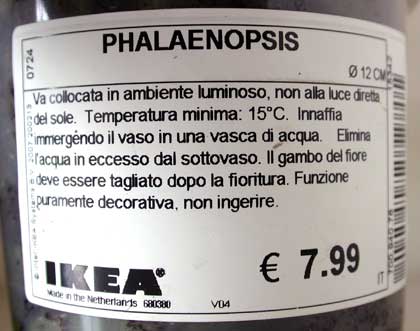 PHALAENOPSIS
0724
Ø 12 CM
Va collocata in ambiente luminoso, non alla luce diretta
del sole. Temperatura minima: 15°C. Innaffia
immergendo il vaso in una vasca di acqua. Elimina
l'acqua in eccesso dal sottovaso. Il gambo del fiore
deve essere tagliato dopo la fioritura. Funzione
puramente decorativa, non ingerire.
IKEA®
€ 7.99
Made in the Netherlands 680380
V04
IT